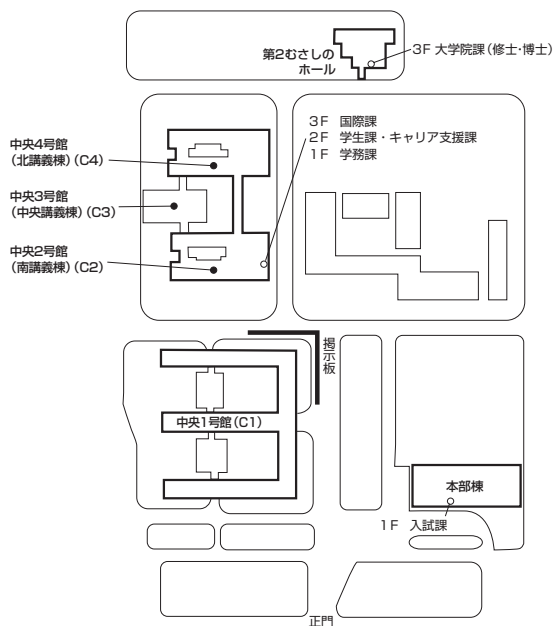 第2むさしの
ホール
3F 大学院課(修士・博士)
3F 国際課
2F 学生課・キャリア支援課
1F 学務課
中央4号館
(北講義棟)(C4)
中央3号館
(中央講義棟)(C3)
中央2号館
(南講義棟)(C2)
掲示板
中央1号館(C1)
本部棟
1F 入試課
正門